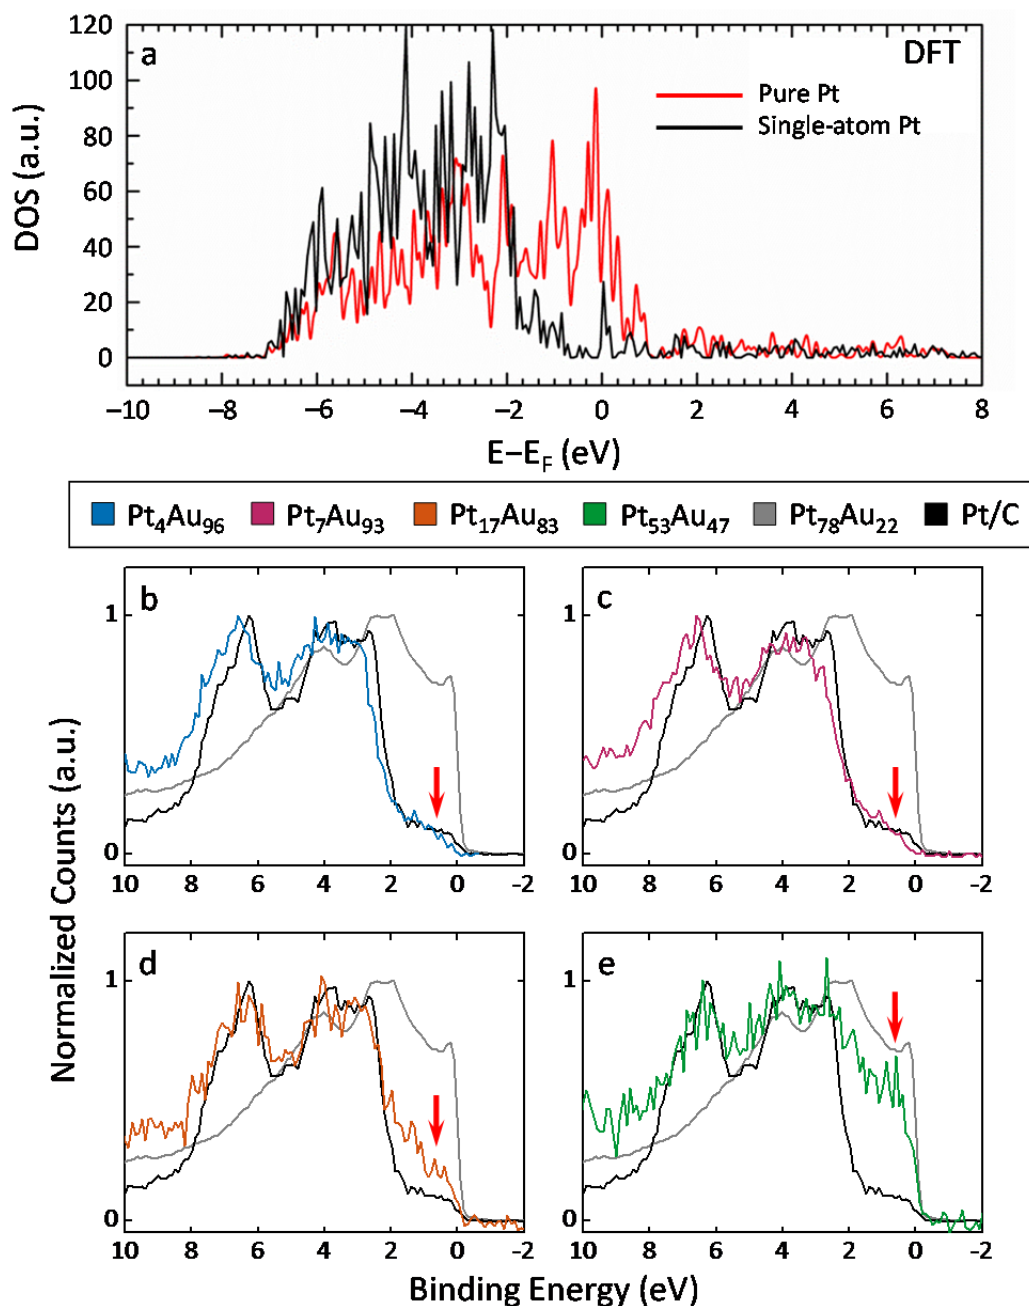 a
DFT
Pure Pt
Single-atom Pt
DOS (a.u.)
120
100
80
60
40
20
0
−10 −8 −6 −4 −2 0 2 4 6 8
E−E_F (eV)
Pt₄Au₉₆ Pt₇Au₉₃ Pt₁₇Au₈₃ Pt₅₃Au₄₇ Pt₇₈Au₂₂ Pt/C
Normalized Counts (a.u.)
b
1
0
10 8 6 4 2 0 -2
c
1
0
10 8 6 4 2 0 -2
d
1
0
10 8 6 4 2 0 -2
e
1
0
10 8 6 4 2 0 -2
Binding Energy (eV)